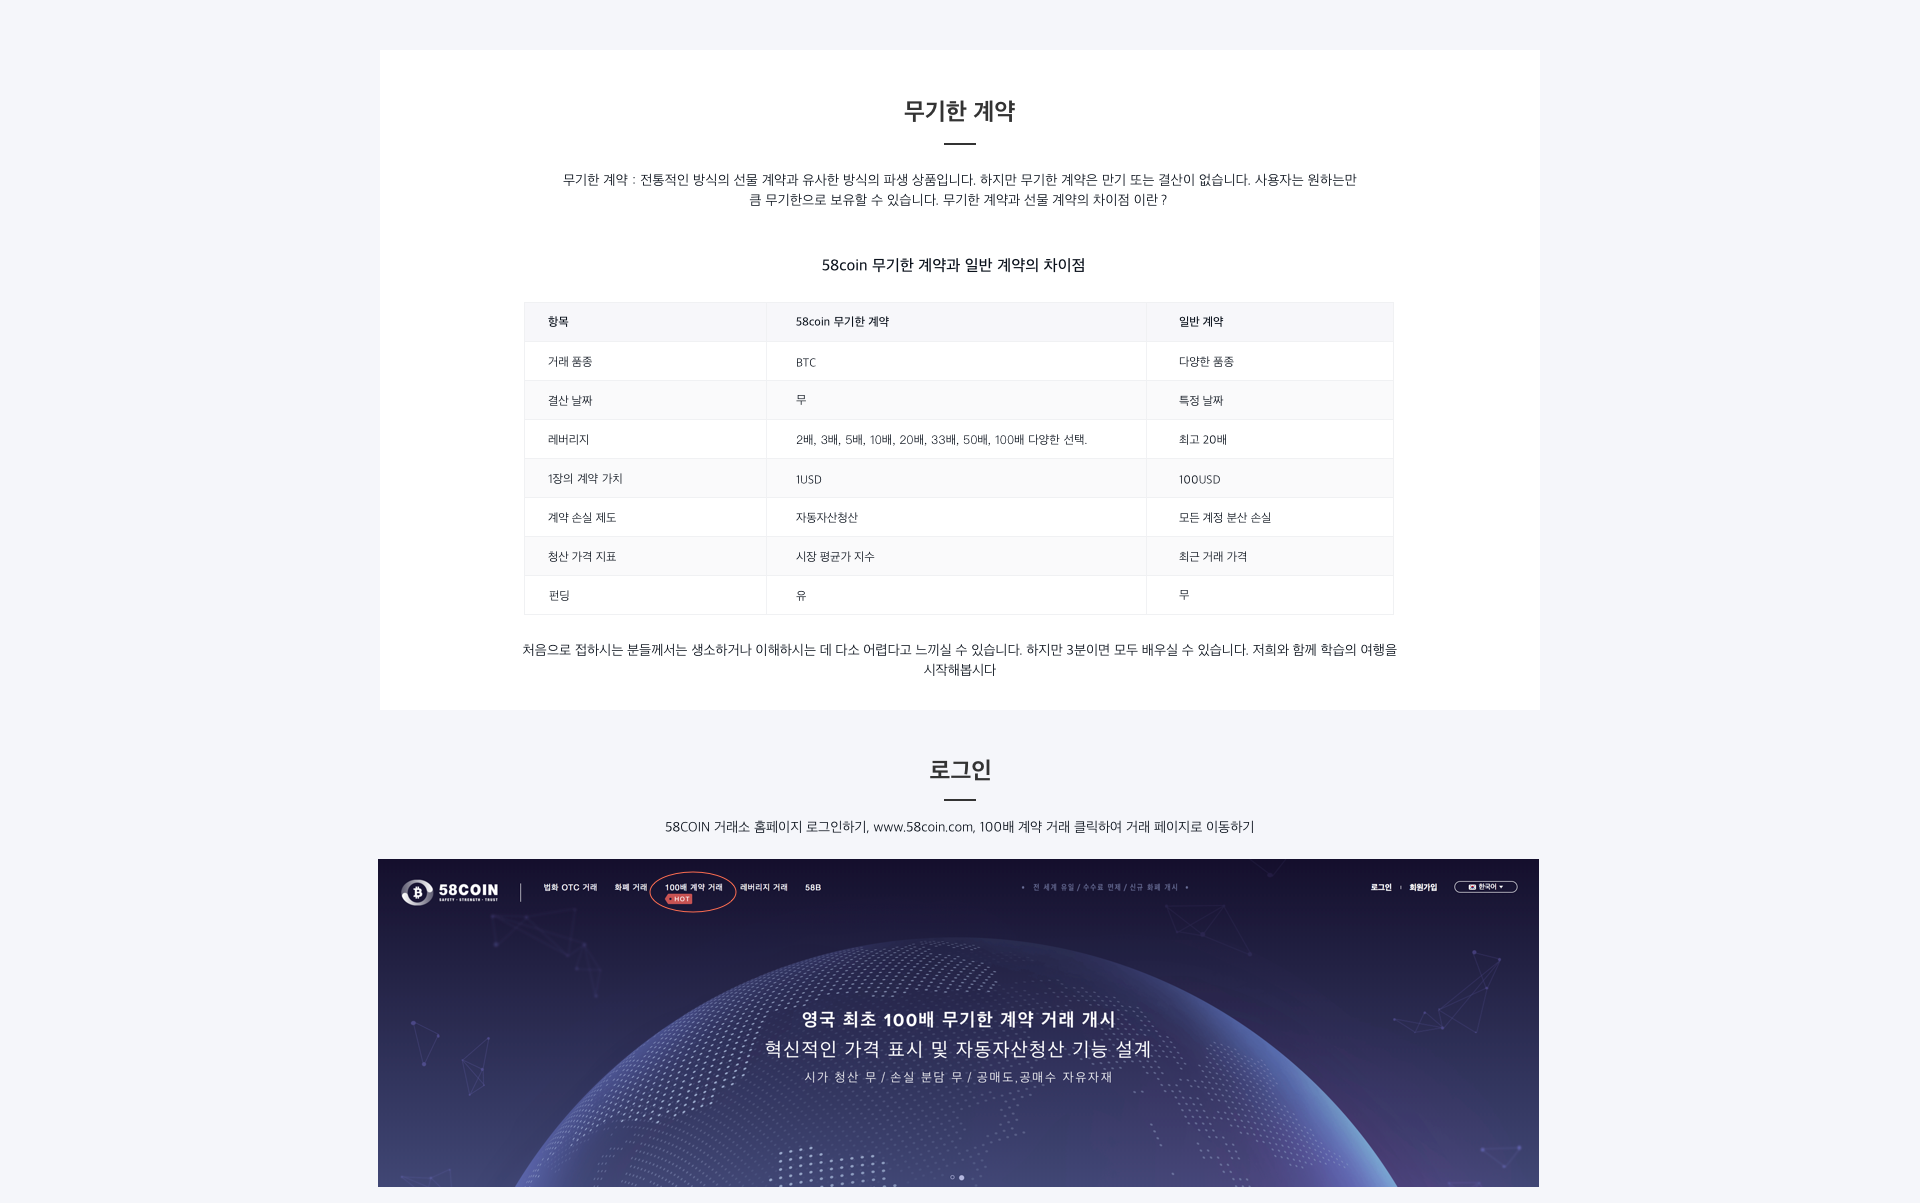 무기한 계약
무기한 계약 : 전통적인 방식의 선물 계약과 유사한 방식의 파생 상품입니다. 하지만 무기한 계약은 만기 또는 결산이 없습니다. 사용자는 원하는만
큼 무기한으로 보유할 수 있습니다. 무기한 계약과 선물 계약의 차이점 이란 ?
58coin 무기한 계약과 일반 계약의 차이점
항목 58coin 무기한 계약 일반 계약
거래 품종 BTC 다양한 품종
결산 날짜 무 특정 날짜
레버리지 2배, 3배, 5배, 10배, 20배, 33배, 50배, 100배 다양한 선택. 최고 20배
1장의 계약 가치 1USD 100USD
계약 손실 제도 자동자산청산 모든 계정 분산 손실
청산 가격 지표 시장 평균가 지수 최근 거래 가격
펀딩 유 무
처음으로 접하시는 분들께서는 생소하거나 이해하시는 데 다소 어렵다고 느끼실 수 있습니다. 하지만 3분이면 모두 배우실 수 있습니다. 저희와 함께 학습의 여행을
시작해봅시다
로그인
58COIN 거래소 홈페이지 로그인하기, www.58coin.com, 100배 계약 거래 클릭하여 거래 페이지로 이동하기
58COIN 법화 OTC 거래 화폐 거래 100배 계약 거래 레버리지 거래 58B • 전 세계 유일 / 수수료 면제 / 신규 화폐 개시 • 로그인 회원가입 한국어
SAFETY · STRENGTH · TRUST
HOT
영국 최초 100배 무기한 계약 거래 개시
혁신적인 가격 표시 및 자동자산청산 기능 설계
시가 청산 무 / 손실 분담 무 / 공매도,공매수 자유자재